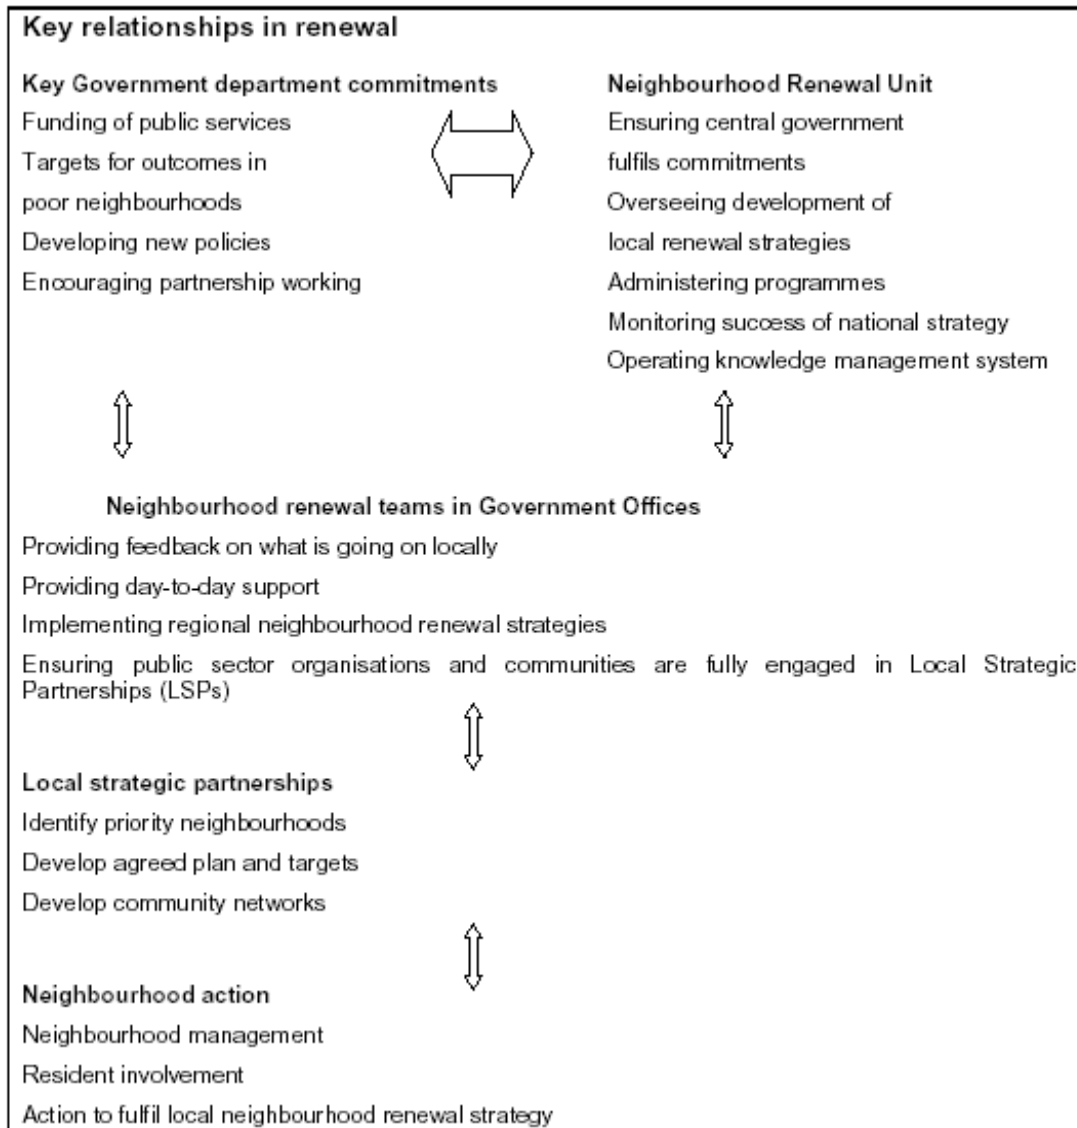 Key relationships in renewal
Key Government department commitments
Funding of public services
Targets for outcomes in
poor neighbourhoods
Developing new policies
Encouraging partnership working
Neighbourhood Renewal Unit
Ensuring central government
fulfils commitments
Overseeing development of
local renewal strategies
Administering programmes
Monitoring success of national strategy
Operating knowledge management system
Neighbourhood renewal teams in Government Offices
Providing feedback on what is going on locally
Providing day-to-day support
Implementing regional neighbourhood renewal strategies
Ensuring public sector organisations and communities are fully engaged in Local Strategic
Partnerships (LSPs)
Local strategic partnerships
Identify priority neighbourhoods
Develop agreed plan and targets
Develop community networks
Neighbourhood action
Neighbourhood management
Resident involvement
Action to fulfil local neighbourhood renewal strategy